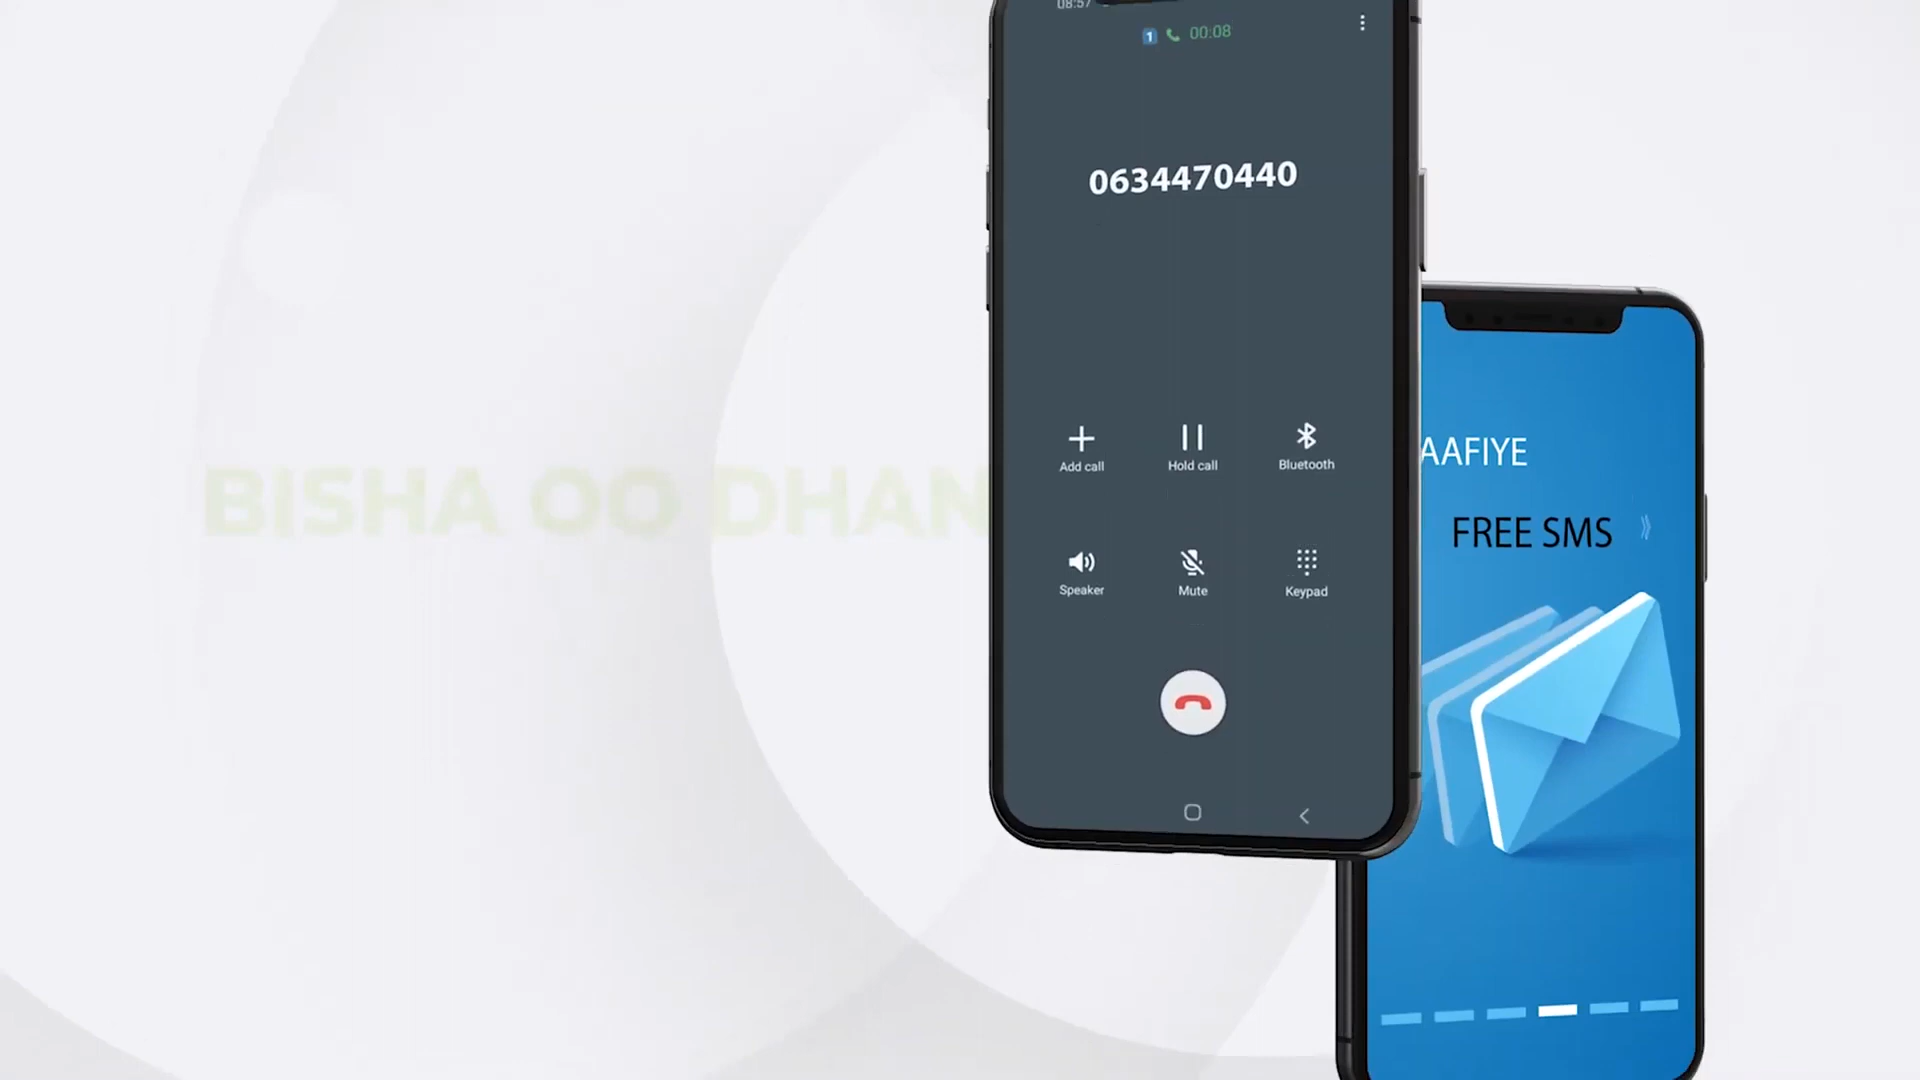 08:57
1 00:08
0634470440
Add call Hold call Bluetooth
Speaker Mute Keypad
BISHA OO DHAN
AAFIYE
FREE SMS